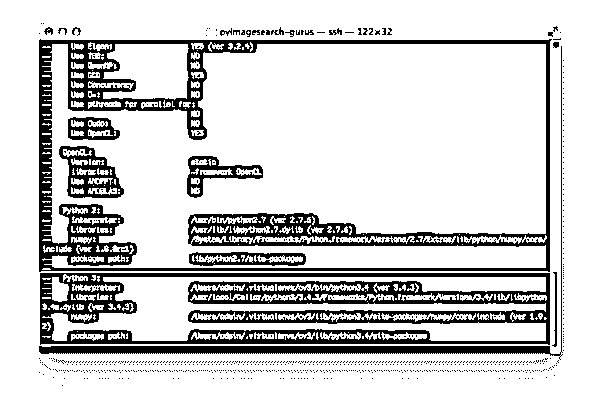 pyimagesearch-gurus — ssh — 122×32
Use Eigen: YES (ver 3.2.4)
Use TBB: NO
Use OpenMP: NO
Use GCD YES
Use Concurrency NO
Use C=: NO
Use pthreads for parallel for:
NO
Use Cuda: NO
Use OpenCL: YES
OpenCL:
Version: static
libraries: -framework OpenCL
Use AMDFFT: NO
Use AMDBLAS: NO
Python 2:
Interpreter: /usr/bin/python2.7 (ver 2.7.6)
Libraries: /usr/lib/libpython2.7.dylib (ver 2.7.6)
numpy: /System/Library/Frameworks/Python.framework/Versions/2.7/Extras/lib/python/numpy/core/
include (ver 1.8.0rc1)
packages path: lib/python2.7/site-packages
Python 3:
Interpreter: /Users/admin/.virtualenvs/cv3/bin/python3.4 (ver 3.4.3)
Libraries: /usr/local/Cellar/python3/3.4.3/Frameworks/Python.framework/Versions/3.4/lib/libpython
3.4m.dylib (ver 3.4.3)
numpy: /Users/admin/.virtualenvs/cv3/lib/python3.4/site-packages/numpy/core/include (ver 1.9.
2)
packages path: /Users/admin/.virtualenvs/cv3/lib/python3.4/site-packages